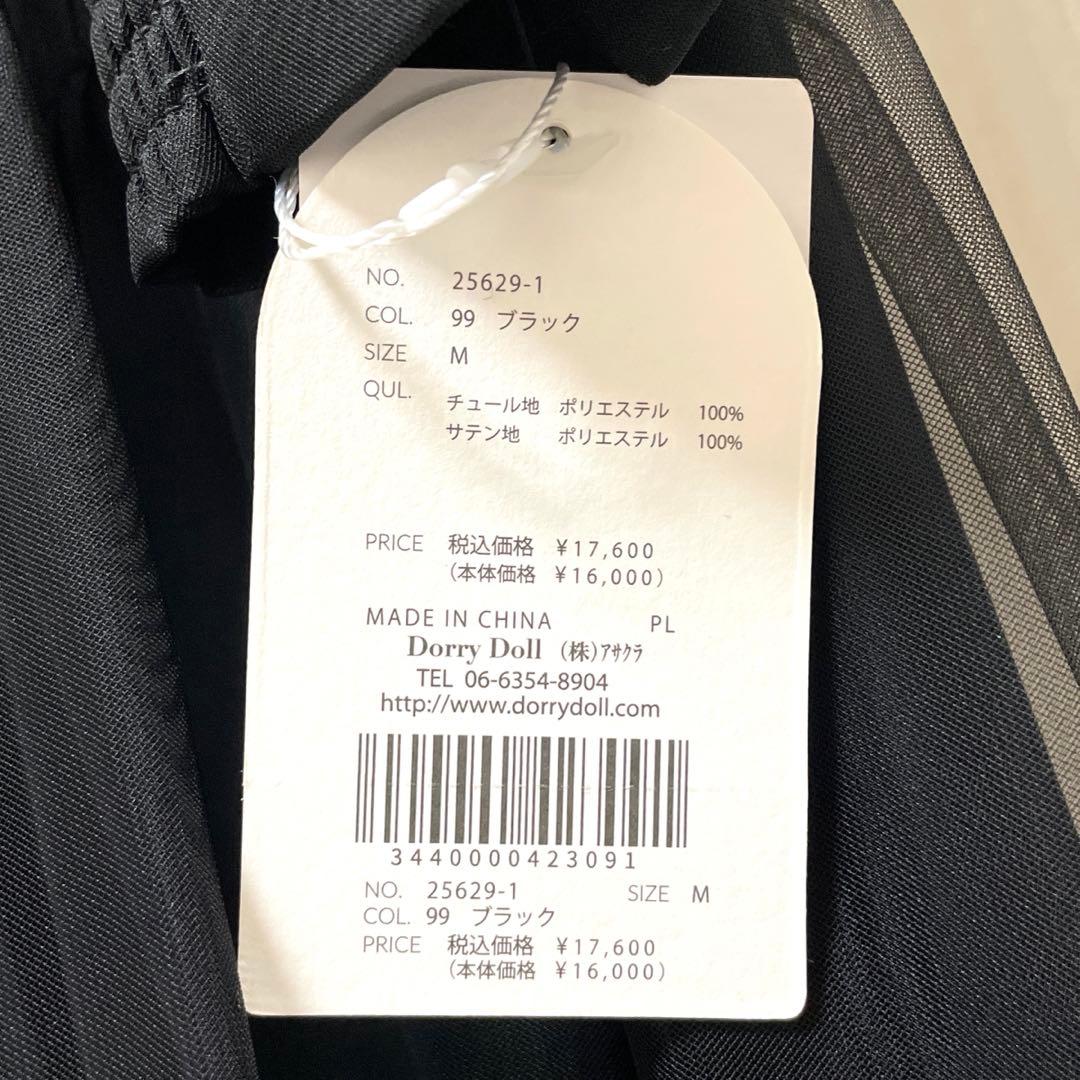 NO. 25629-1
COL. 99 ブラック
SIZE M
QUL. チュール地 ポリエステル 100%
サテン地 ポリエステル 100%
PRICE 税込価格 ¥17,600
(本体価格 ¥16,000)
MADE IN CHINA PL
Dorry Doll (株)ｱｻｸﾗ
TEL 06-6354-8904
http://www.dorrydoll.com
3440000423091
NO. 25629-1 SIZE M
COL. 99 ブラック
PRICE 税込価格 ¥17,600
(本体価格 ¥16,000)